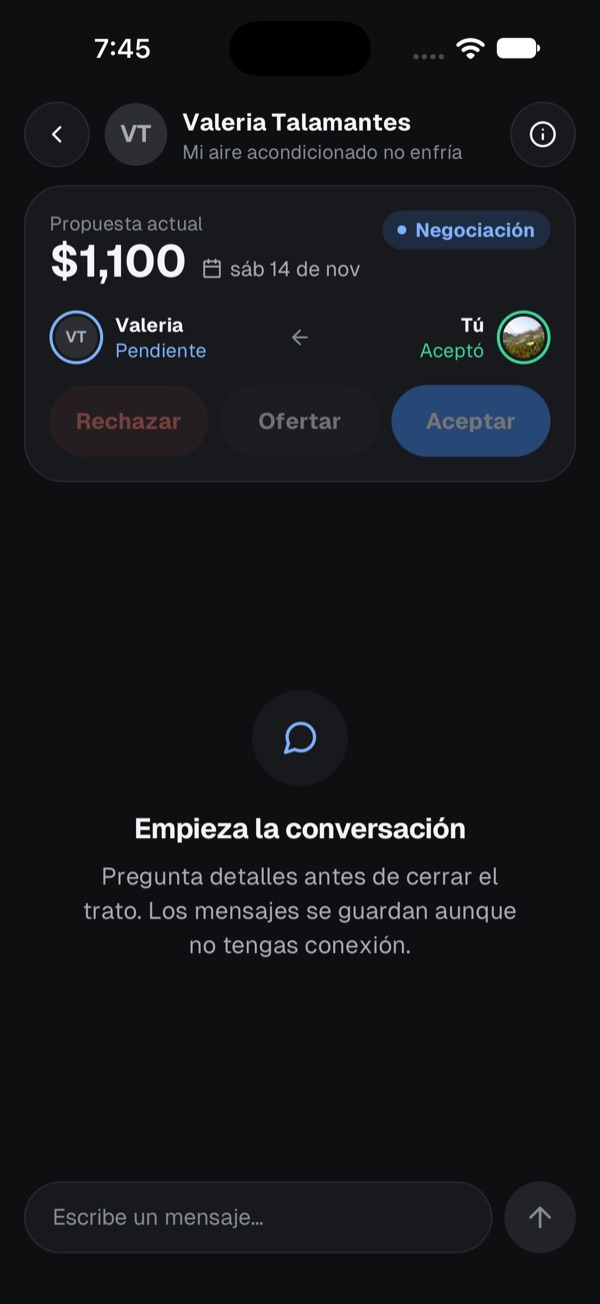 7:45
VT
Valeria Talamantes
Mi aire acondicionado no enfría
Propuesta actual
Negociación
$1,100
sáb 14 de nov
VT
Valeria
Pendiente
Tú
Aceptó
Rechazar
Ofertar
Aceptar
Empieza la conversación
Pregunta detalles antes de cerrar el
trato. Los mensajes se guardan aunque
no tengas conexión.
Escribe un mensaje...